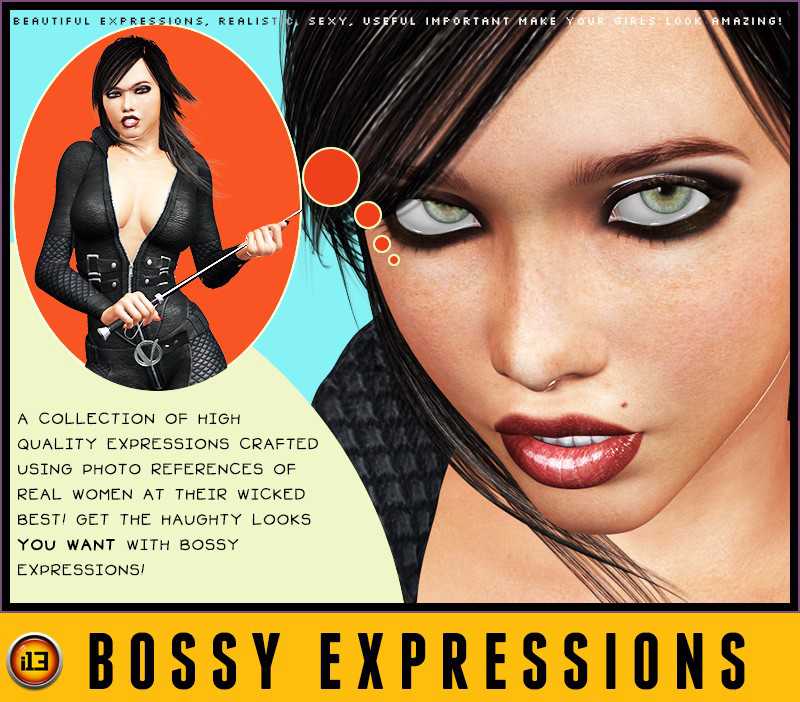 BEAUTIFUL EXPRESSIONS, REALISTIC, SEXY, USEFUL IMPORTANT MAKE YOUR GIRLS LOOK AMAZING!
A COLLECTION OF HIGH
QUALITY EXPRESSIONS CRAFTED
USING PHOTO REFERENCES OF
REAL WOMEN AT THEIR WICKED
BEST! GET THE HAUGHTY LOOKS
YOU WANT WITH BOSSY
EXPRESSIONS!
i13 BOSSY EXPRESSIONS